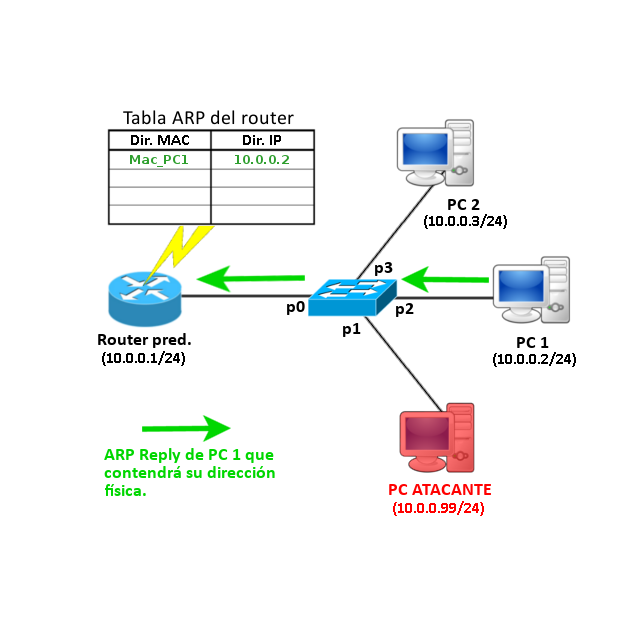 Tabla ARP del router
Dir. MAC Dir. IP
Mac_PC1 10.0.0.2
PC 2
(10.0.0.3/24)
p3
p0
p2
p1
Router pred.
(10.0.0.1/24)
PC 1
(10.0.0.2/24)
ARP Reply de PC 1 que
contendrá su dirección
física.
PC ATACANTE
(10.0.0.99/24)